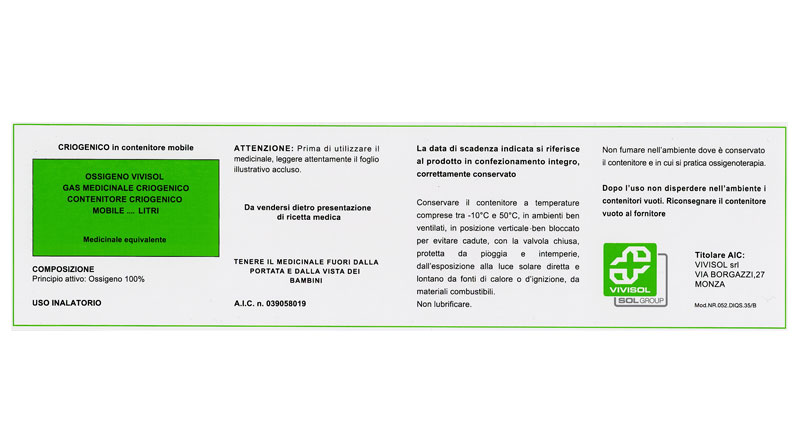 CRIOGENICO in contenitore mobile
OSSIGENO VIVISOL
GAS MEDICINALE CRIOGENICO
CONTENITORE CRIOGENICO
MOBILE .... LITRI
Medicinale equivalente
COMPOSIZIONE
Principio attivo: Ossigeno 100%
USO INALATORIO
ATTENZIONE: Prima di utilizzare il
medicinale, leggere attentamente il foglio
illustrativo accluso.
Da vendersi dietro presentazione
di ricetta medica
TENERE IL MEDICINALE FUORI DALLA
PORTATA E DALLA VISTA DEI
BAMBINI
A.I.C. n. 039058019
La data di scadenza indicata si riferisce
al prodotto in confezionamento integro,
correttamente conservato
Conservare il contenitore a temperature
comprese tra -10°C e 50°C, in ambienti ben
ventilati, in posizione verticale ben bloccato
per evitare cadute, con la valvola chiusa,
protetta da pioggia e intemperie,
dall'esposizione alla luce solare diretta e
lontano da fonti di calore o d'ignizione, da
materiali combustibili.
Non lubrificare.
Non fumare nell'ambiente dove è conservato
il contenitore e in cui si pratica ossigenoterapia.
Dopo l'uso non disperdere nell'ambiente i
contenitori vuoti. Riconsegnare il contenitore
vuoto al fornitore
VIVISOL
SOLGROUP
Titolare AIC:
VIVISOL srl
VIA BORGAZZI,27
MONZA
Mod.NR.052.DIQS.35/B